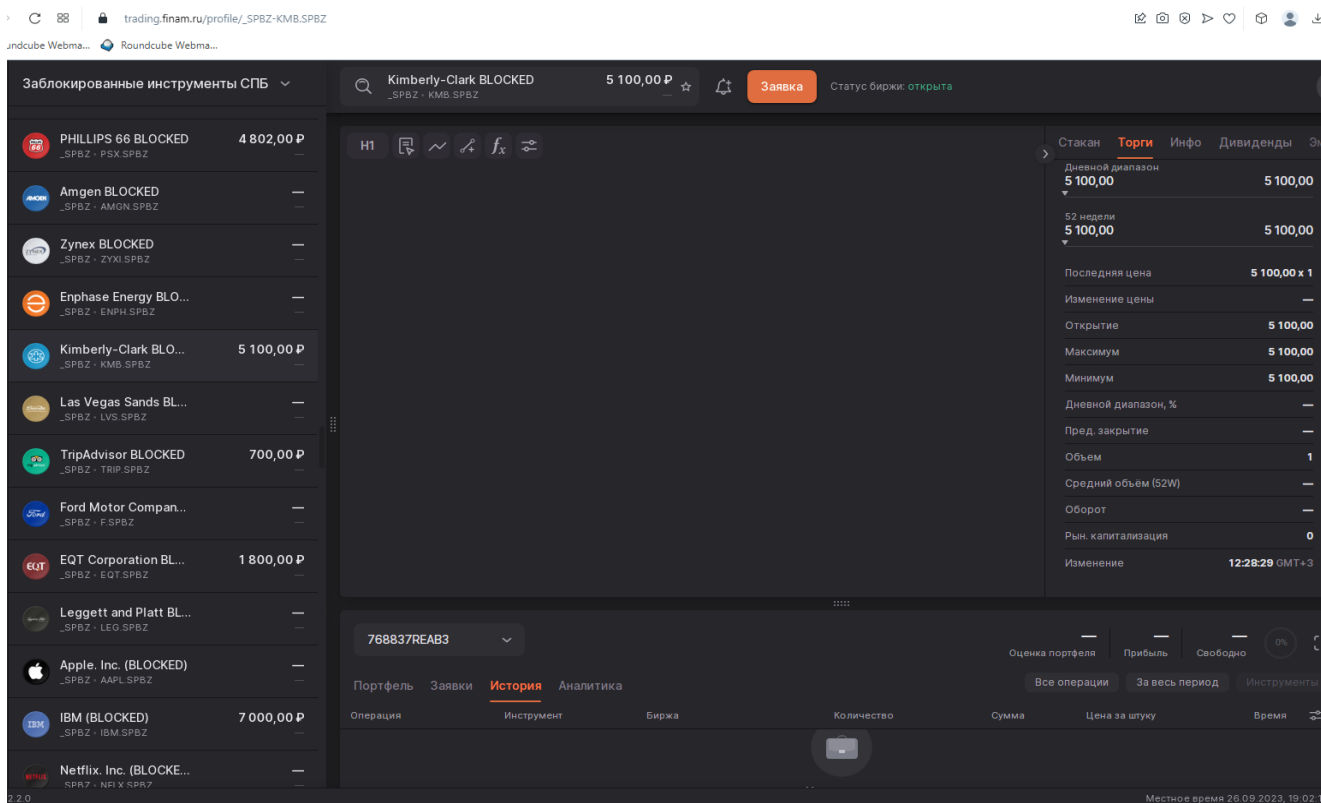 trading.finam.ru/profile/_SPBZ-KMB.SPBZ
undcube Webma... Roundcube Webma...
Заблокированные инструменты СПБ
Kimberly-Clark BLOCKED 5 100,00 ₽
_SPBZ • KMB.SPBZ —
Заявка
Статус биржи: открыта
PHILLIPS 66 BLOCKED 4 802,00 ₽
_SPBZ • PSX.SPBZ —
Amgen BLOCKED —
_SPBZ • AMGN.SPBZ —
Zynex BLOCKED —
_SPBZ • ZYXI.SPBZ —
Enphase Energy BLO... —
_SPBZ • ENPH.SPBZ —
Kimberly-Clark BLO... 5 100,00 ₽
_SPBZ • KMB.SPBZ —
Las Vegas Sands BL... —
_SPBZ • LVS.SPBZ —
TripAdvisor BLOCKED 700,00 ₽
_SPBZ • TRIP.SPBZ —
Ford Motor Compan... —
_SPBZ • F.SPBZ —
EQT Corporation BL... 1 800,00 ₽
_SPBZ • EQT.SPBZ —
Leggett and Platt BL... —
_SPBZ • LEG.SPBZ —
Apple. Inc. (BLOCKED) —
_SPBZ • AAPL.SPBZ —
IBM (BLOCKED) 7 000,00 ₽
_SPBZ • IBM.SPBZ —
Netflix. Inc. (BLOCKE... —
_SPBZ • NFLX.SPBZ
2.2.0
H1
Стакан Торги Инфо Дивиденды Эм
Дневной диапазон
5 100,00 5 100,00
52 недели
5 100,00 5 100,00
Последняя цена 5 100,00 x 1
Изменение цены —
Открытие 5 100,00
Максимум 5 100,00
Минимум 5 100,00
Дневной диапазон, % —
Пред. закрытие —
Объем 1
Средний объём (52W) —
Оборот —
Рын. капитализация 0
Изменение 12:28:29 GMT+3
768837REAB3
— — — 0%
Оценка портфеля Прибыль Свободно
Портфель Заявки История Аналитика
Все операции За весь период Инструменты
Операция Инструмент Биржа Количество Сумма Цена за штуку Время
Местное время 26.09.2023, 19:02:1